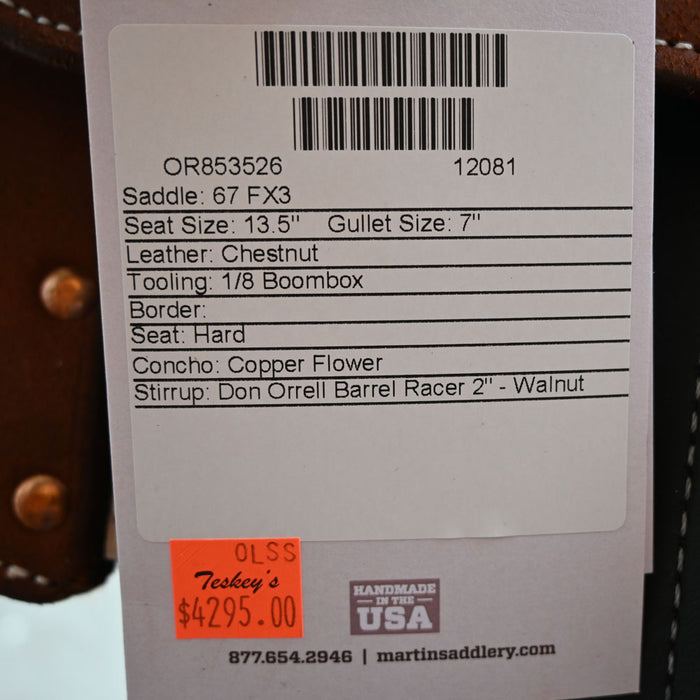 OR853526 12081
Saddle: 67 FX3
Seat Size: 13.5" Gullet Size: 7"
Leather: Chestnut
Tooling: 1/8 Boombox
Border:
Seat: Hard
Concho: Copper Flower
Stirrup: Don Orrell Barrel Racer 2" - Walnut
OLSS
Teskey's
$4295.00
HANDMADE
IN THE
USA
877.654.2946 | martinsaddlery.com